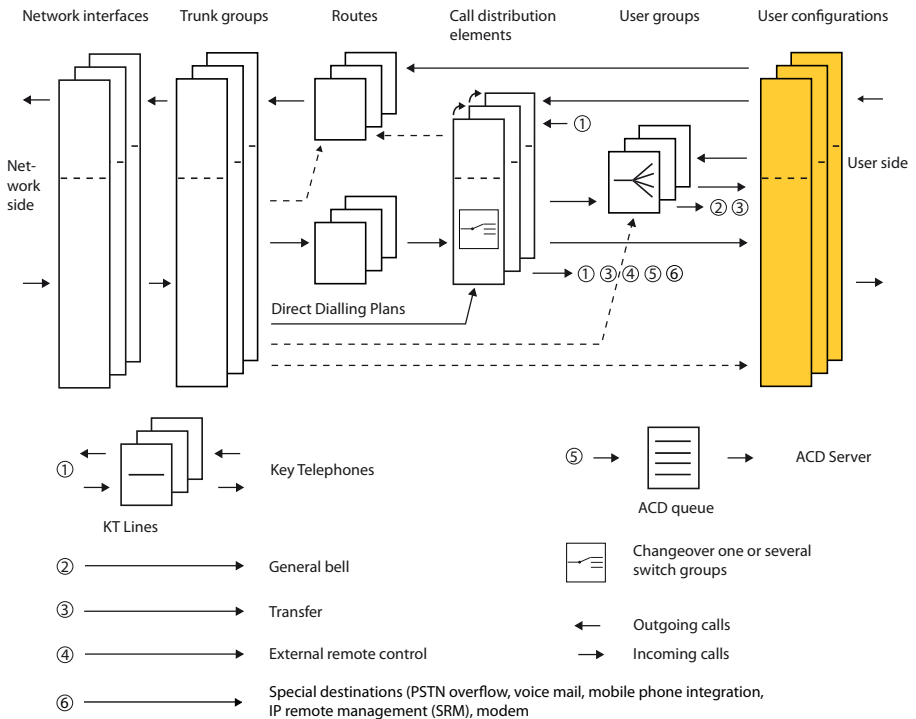 Network interfaces
Trunk groups
Routes
Call distribution
elements
User groups
User configurations
①
Net-
work
side
User side
② ③
① ③ ④ ⑤ ⑥
Direct Dialling Plans
①
Key Telephones
KT Lines
⑤
ACD Server
ACD queue
② General bell
Changeover one or several
switch groups
③ Transfer
Outgoing calls
④ External remote control
Incoming calls
⑥ Special destinations (PSTN overflow, voice mail, mobile phone integration,
IP remote management (SRM), modem